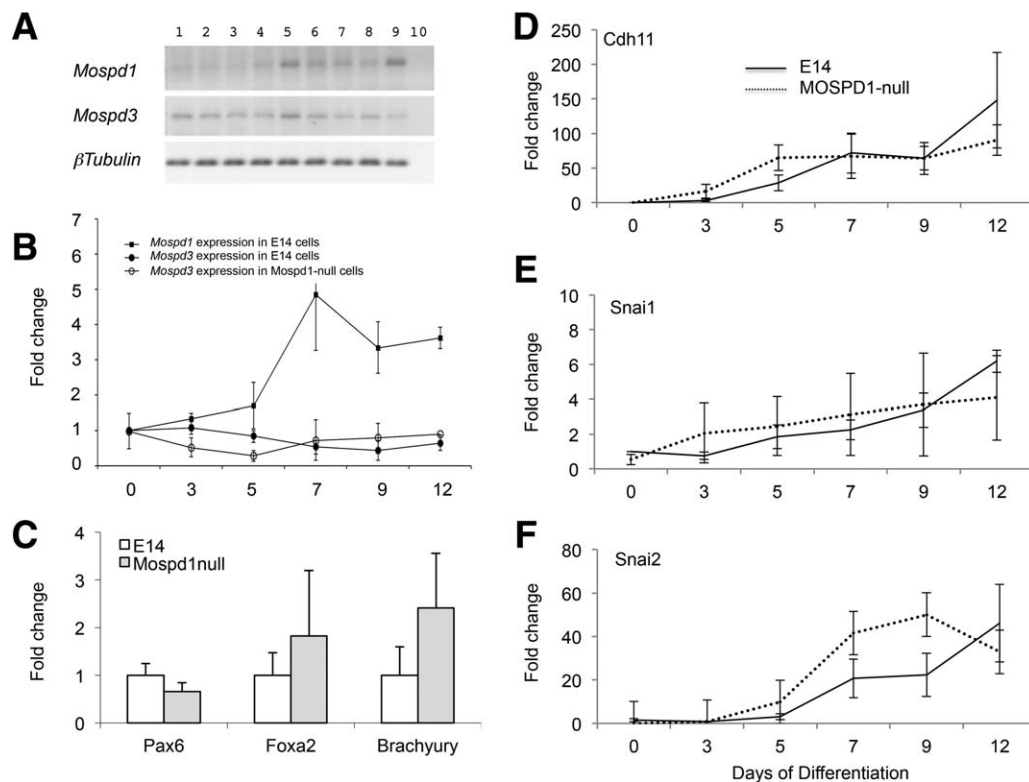 A
1 2 3 4 5 6 7 8 9 10
Mospd1
Mospd3
βTubulin
B
7
6
5
4
3
2
1
0
Fold change
Mospd1 expression in E14 cells
Mospd3 expression in E14 cells
Mospd3 expression in Mospd1-null cells
0 3 5 7 9 12
C
4
3
2
1
0
Fold change
E14
Mospd1null
Pax6 Foxa2 Brachyury
D
Cdh11
E14
MOSPD1-null
250
200
150
100
50
0
Fold change
0 3 5 7 9 12
E
Snai1
10
8
6
4
2
0
Fold change
0 3 5 7 9 12
F
Snai2
80
60
40
20
0
Fold change
0 3 5 7 9 12
Days of Differentiation